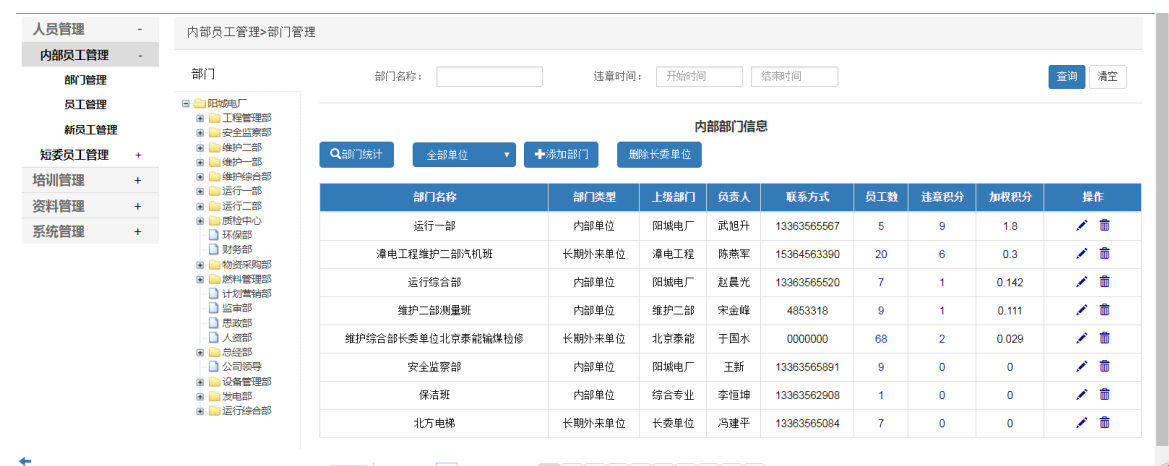 人员管理 -
内部员工管理 -
部门管理
员工管理
新员工管理
短委员工管理 +
培训管理 +
资料管理 +
系统管理 +
内部员工管理>部门管理
部门
阳城电厂
工程管理部
安全监察部
维护二部
维护一部
维护综合部
运行一部
运行二部
质检中心
环保部
财务部
物资采购部
燃料管理部
计划营销部
监审部
思政部
人资部
总经部
公司领导
设备管理部
发电部
运行综合部
部门名称: 违章时间: 开始时间 结束时间 查询 清空
内部部门信息
部门统计 全部单位 ▼ 添加部门 删除长委单位
部门名称 部门类型 上级部门 负责人 联系方式 员工数 违章积分 加权积分 操作
运行一部 内部单位 阳城电厂 武旭升 13363565567 5 9 1.8
漳电工程维护二部汽机班 长期外来单位 漳电工程 陈燕军 15364563390 20 6 0.3
运行综合部 内部单位 阳城电厂 赵晨光 13363565520 7 1 0.142
维护二部测量班 内部单位 维护二部 宋金峰 4853318 9 1 0.111
维护综合部长委单位北京泰能输煤检修 长期外来单位 北京泰能 于国水 0000000 68 2 0.029
安全监察部 内部单位 阳城电厂 王新 13363565891 9 0 0
保洁班 内部单位 综合专业 李恒坤 13363562908 1 0 0
北方电梯 长期外来单位 长委单位 冯建平 13363565084 7 0 0